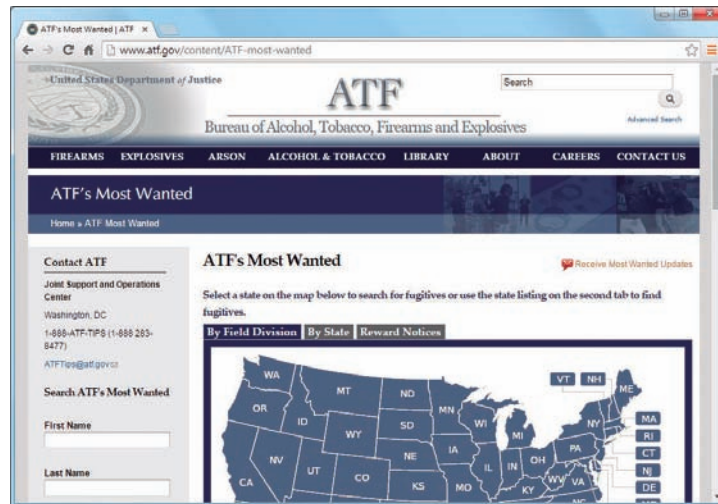 ATF's Most Wanted | ATF
www.atf.gov/content/ATF-most-wanted
United States Department of Justice
ATF
Bureau of Alcohol, Tobacco, Firearms and Explosives
Search
Advanced Search
FIREARMS EXPLOSIVES ARSON ALCOHOL & TOBACCO LIBRARY ABOUT CAREERS CONTACT US
ATF's Most Wanted
Home » ATF Most Wanted
Contact ATF
Joint Support and Operations
Center
Washington, DC
1-888-ATF-TIPS (1-888 283-
8477)
ATFTips@atf.gov
Search ATF's Most Wanted
First Name
Last Name
ATF's Most Wanted
Receive Most Wanted Updates
Select a state on the map below to search for fugitives or use the state listing on the second tab to find
fugitives.
By Field Division By State Reward Notices
WA MT ND MN VT NH ME
OR ID WY SD WI MI NY MA
RI
NV UT CO NE IA IL IN OH PA CT
NJ
CA KS MO KY WV VA DE